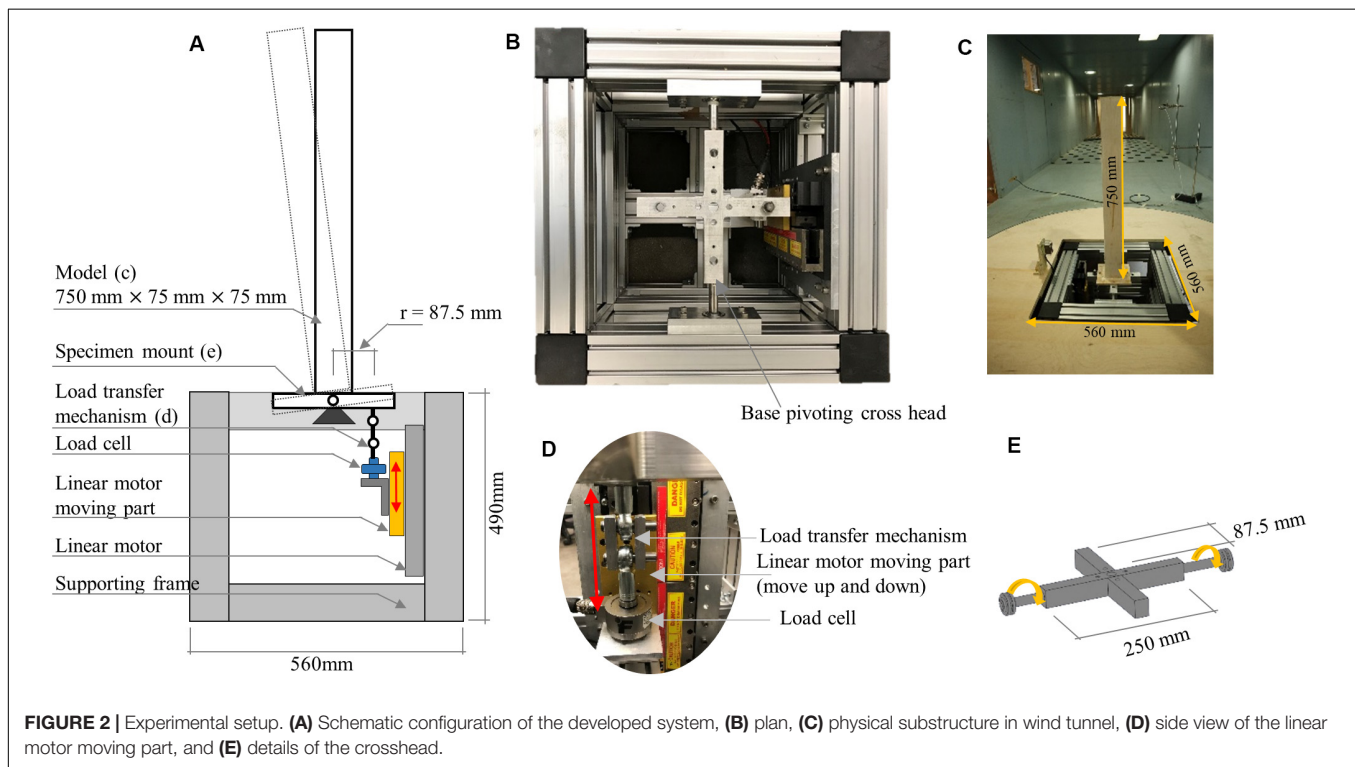 A
B
C
Model (c)
750 mm × 75 mm × 75 mm
r = 87.5 mm
Specimen mount (e)
Load transfer
mechanism (d)
Load cell
Linear motor
moving part
Linear motor
Supporting frame
490mm
560mm
Base pivoting cross head
750 mm
560 mm
560 mm
D
DANGER
CAUTION
DANGER
Load transfer mechanism
Linear motor moving part
(move up and down)
Load cell
E
87.5 mm
250 mm
FIGURE 2 | Experimental setup. (A) Schematic configuration of the developed system, (B) plan, (C) physical substructure in wind tunnel, (D) side view of the linear
motor moving part, and (E) details of the crosshead.